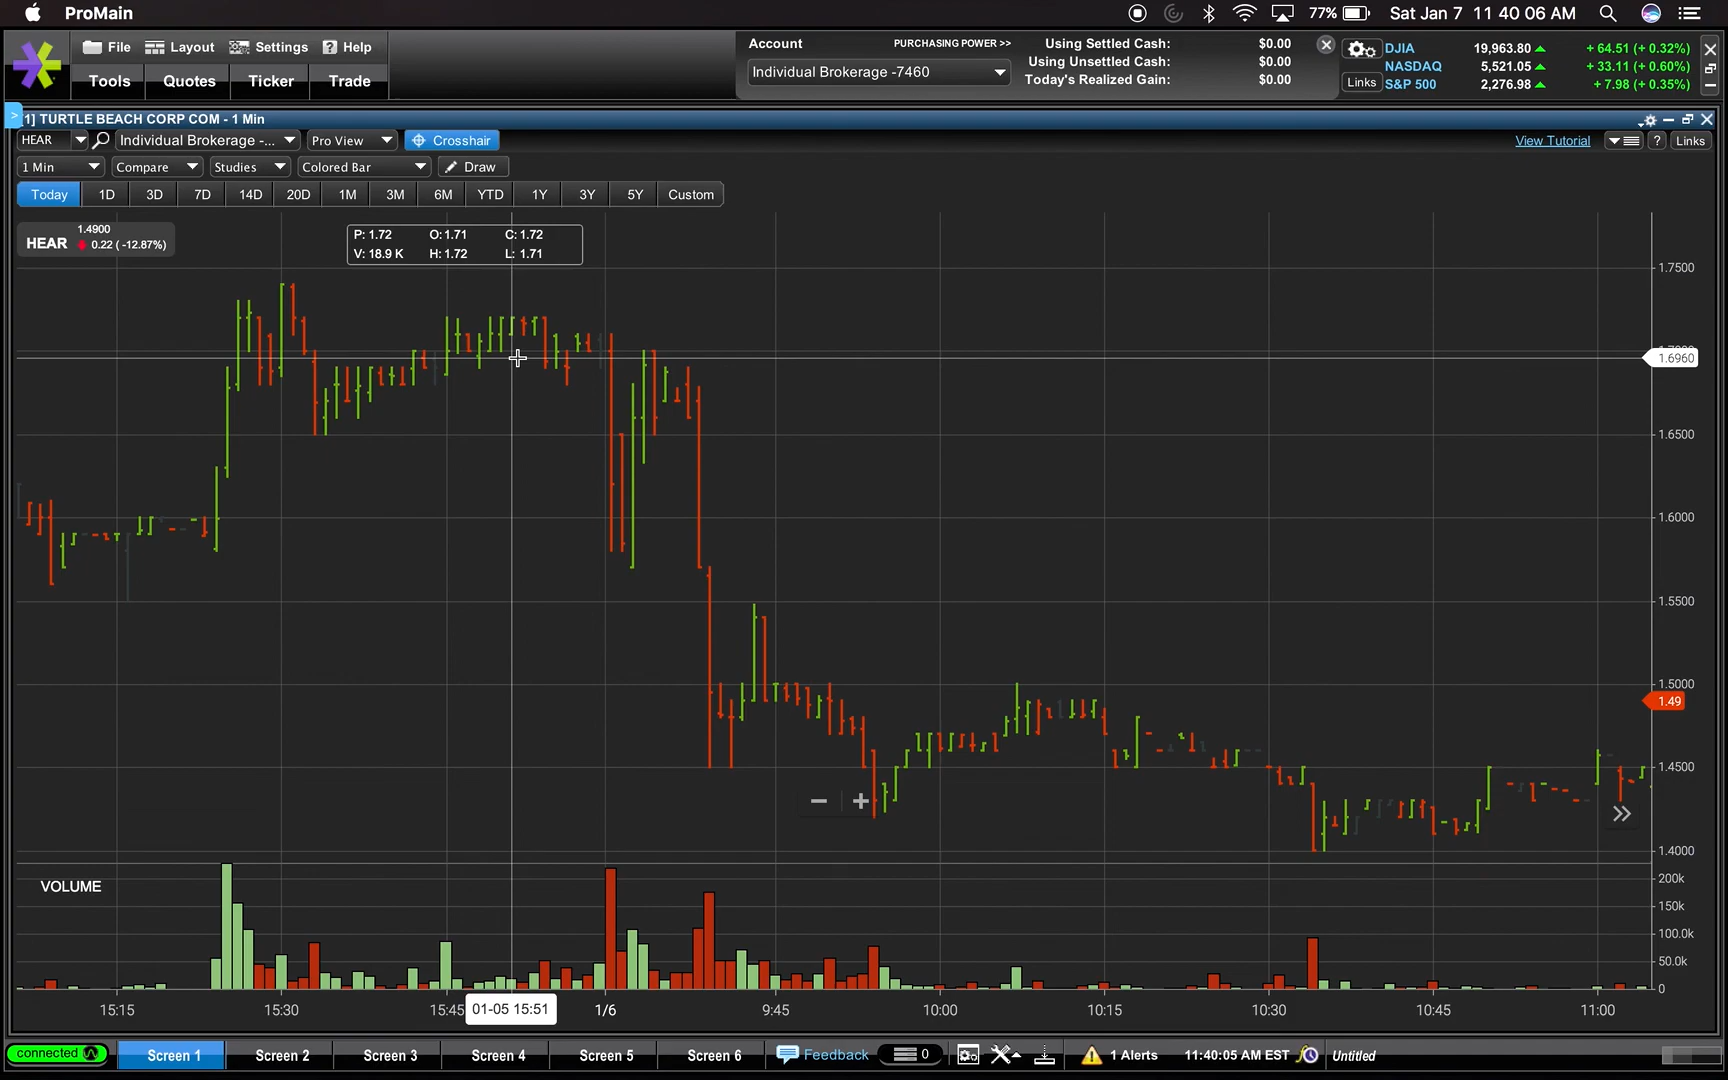 ProMain
77%
Sat Jan 7 11 40 06 AM
File
Layout
Settings
? Help
Tools
Quotes
Ticker
Trade
Account
PURCHASING POWER >>
Individual Brokerage -7460
Using Settled Cash: $0.00
Using Unsettled Cash: $0.00
Today's Realized Gain: $0.00
Links
DJIA 19,963.80 + 64.51 (+ 0.32%)
NASDAQ 5,521.05 + 33.11 (+ 0.60%)
S&P 500 2,276.98 + 7.98 (+ 0.35%)
1] TURTLE BEACH CORP COM - 1 Min
HEAR
Individual Brokerage -...
Pro View
Crosshair
View Tutorial
?
Links
1 Min
Compare
Studies
Colored Bar
Draw
Today
1D
3D
7D
14D
20D
1M
3M
6M
YTD
1Y
3Y
5Y
Custom
HEAR
1.4900
0.22 ( -12.87%)
P: 1.72 O: 1.71 C: 1.72
V: 18.9 K H: 1.72 L: 1.71
1.7500
1.6960
1.6500
1.6000
1.5500
1.5000
1.49
1.4500
1.4000
VOLUME
200k
150k
100.0k
50.0k
0
15:15
15:30
15:45
01-05 15:51
1/6
9:45
10:00
10:15
10:30
10:45
11:00
connected
Screen 1
Screen 2
Screen 3
Screen 4
Screen 5
Screen 6
Feedback
0
1 Alerts
11:40:05 AM EST
Untitled